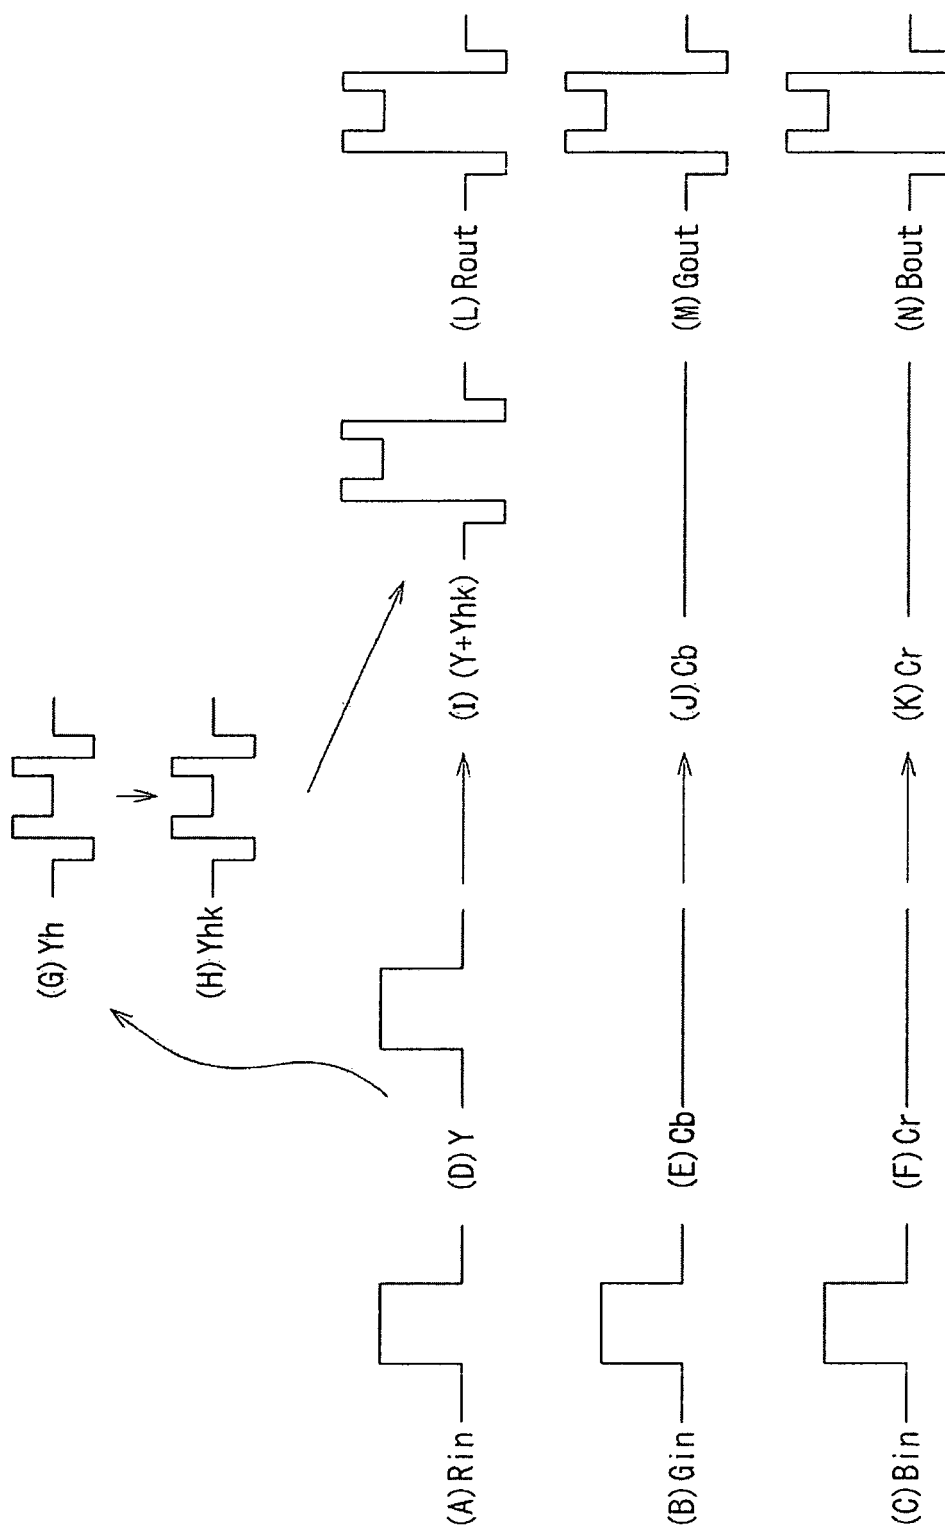 (A) Rin
(B) Gin
(C) Bin
(D) Y
(E) Cb
(F) Cr
(G) Yh
(H) Yhk
(I) (Y+Yhk)
(J) Cb
(K) Cr
(L) Rout
(M) Gout
(N) Bout